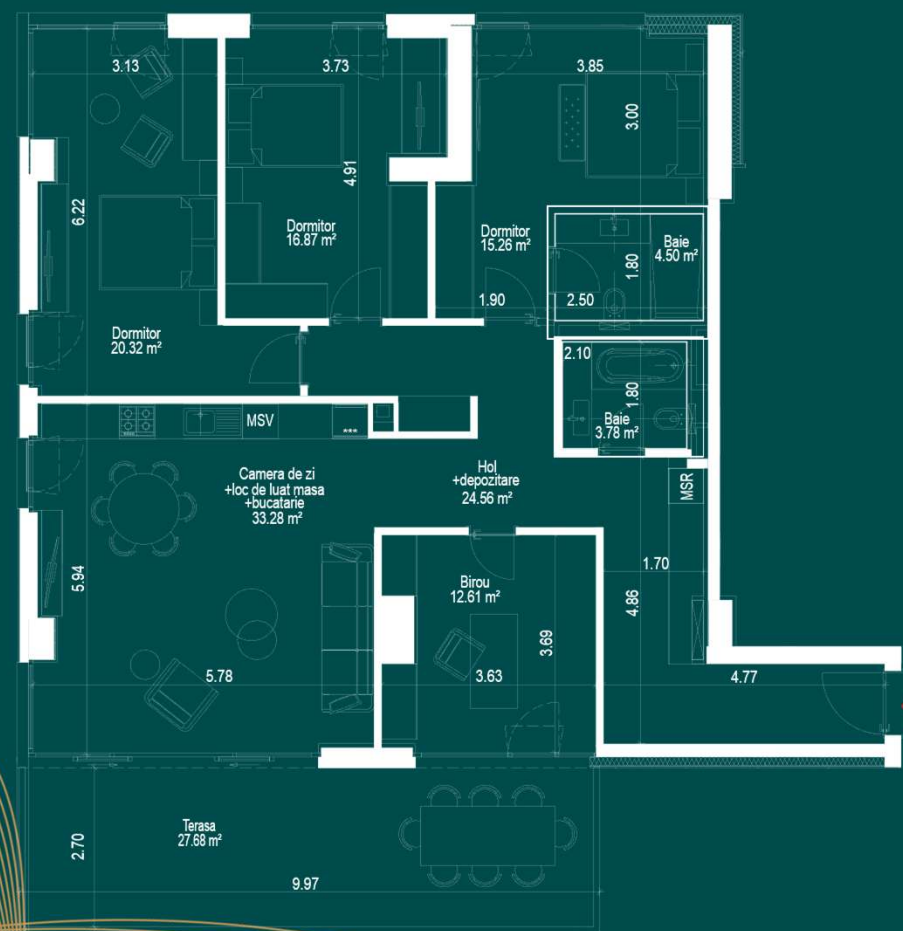 3.13
3.73
3.85
3.00
4.91
6.22
Dormitor
16.87 m²
Dormitor
15.26 m²
Baie
4.50 m²
1.80
1.90
2.50
Dormitor
20.32 m²
2.10
1.80
Baie
3.78 m²
MSV
***
Camera de zi
+loc de luat masa
+bucatarie
33.28 m²
Hol
+depozitare
24.56 m²
MSR
5.94
Birou
12.61 m²
1.70
4.86
3.69
5.78
3.63
4.77
Terasa
27.68 m²
2.70
9.97